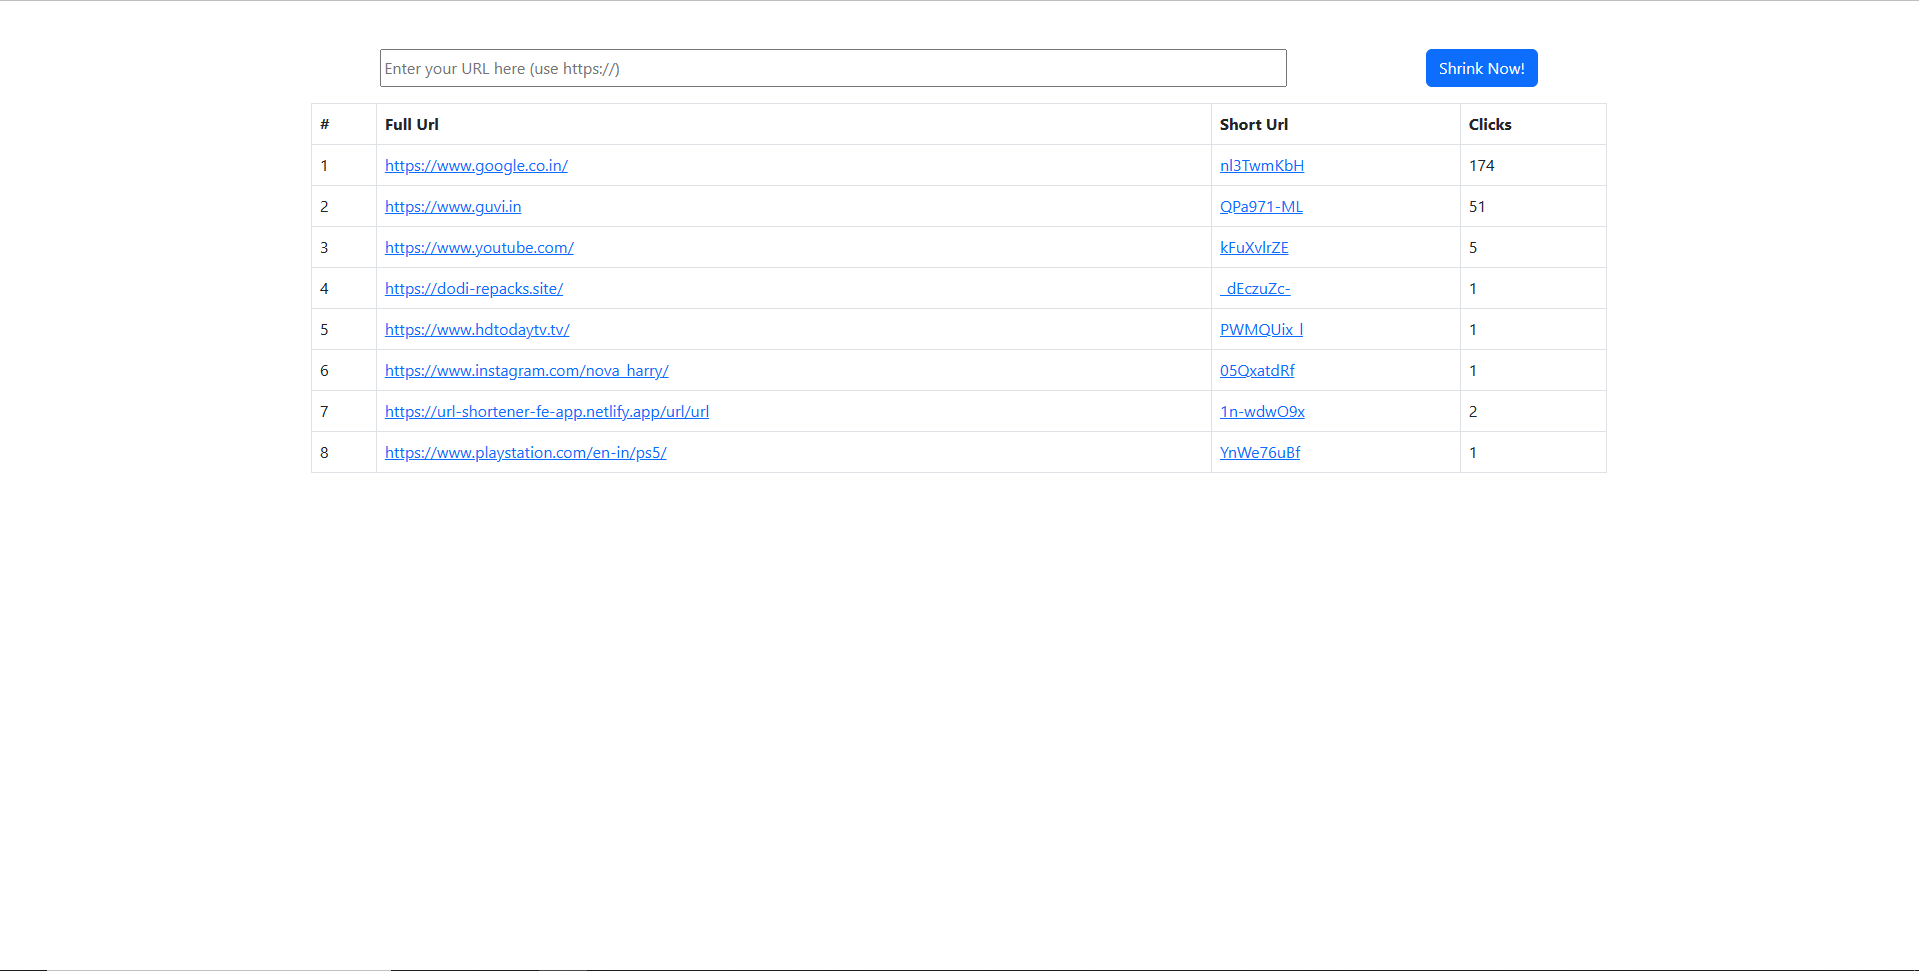 Enter your URL here (use https://) Shrink Now!
# Full Url Short Url Clicks
1 https://www.google.co.in/ nl3TwmKbH 174
2 https://www.guvi.in QPa971-ML 51
3 https://www.youtube.com/ kFuXvlrZE 5
4 https://dodi-repacks.site/ _dEczuZc- 1
5 https://www.hdtodaytv.tv/ PWMQUix_l 1
6 https://www.instagram.com/nova_harry/ 05QxatdRf 1
7 https://url-shortener-fe-app.netlify.app/url/url 1n-wdwO9x 2
8 https://www.playstation.com/en-in/ps5/ YnWe76uBf 1